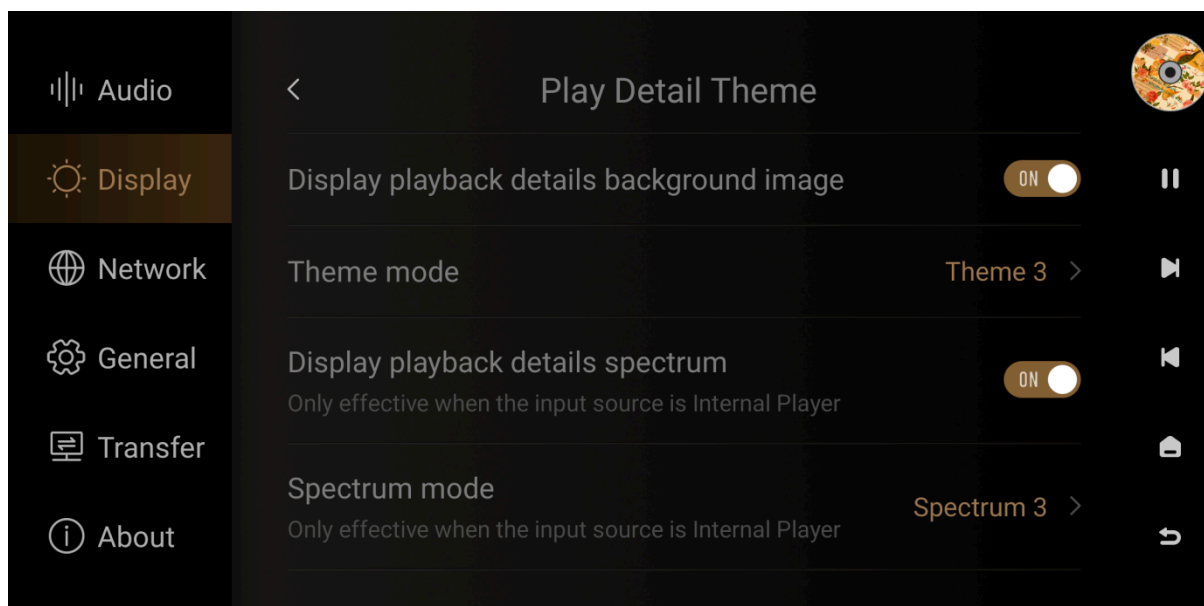 Audio
Display
Network
General
Transfer
About
Play Detail Theme
Display playback details background image
ON
Theme mode
Theme 3
Display playback details spectrum
Only effective when the input source is Internal Player
ON
Spectrum mode
Only effective when the input source is Internal Player
Spectrum 3